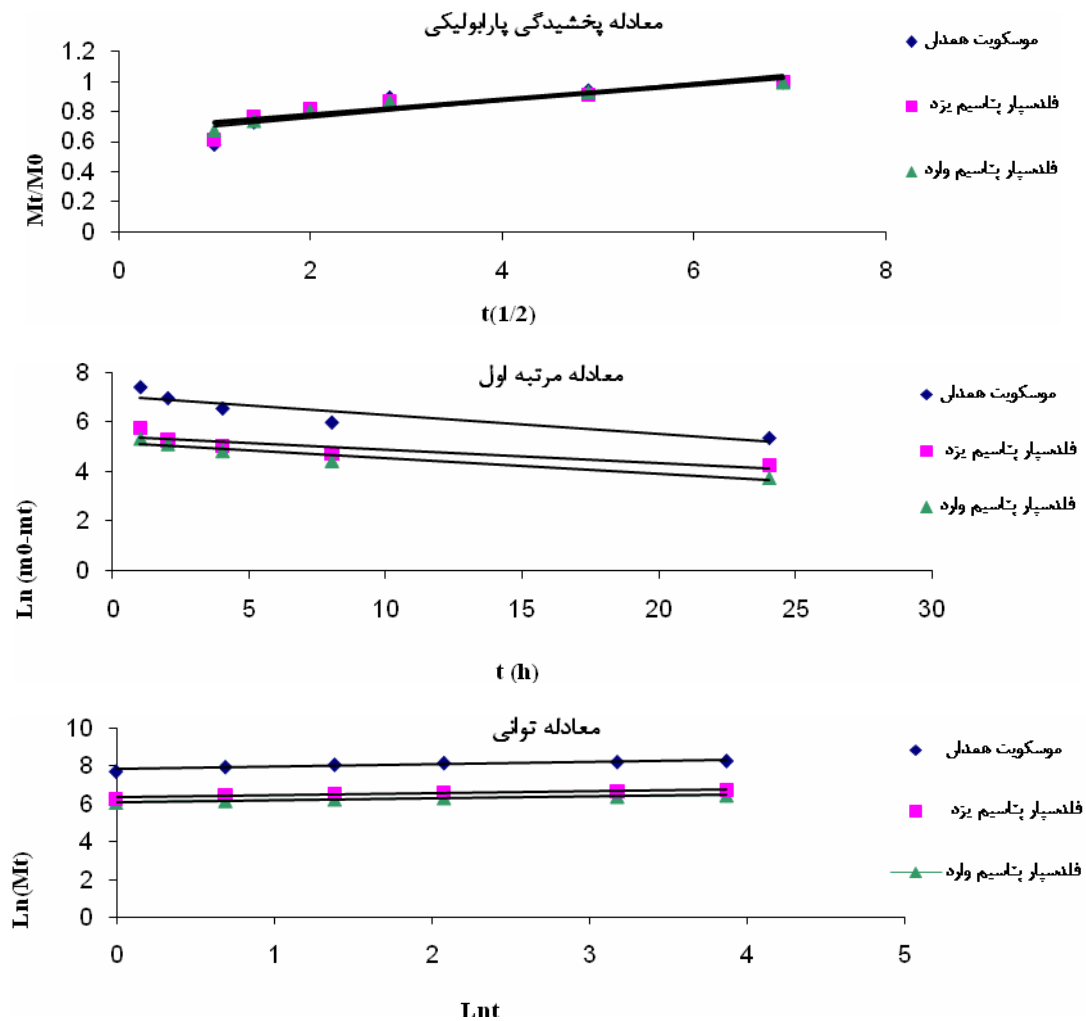 معادله پخشیدگی پارابولیکی
1.2
1
0.8
0.6
0.4
0.2
0
Mt/M0
0 2 4 6 8
t(1/2)
موسکویت همدان
فلدسپار پتاسیم یزد
فلدسپار پتاسیم وارد
معادله مرتبه اول
8
6
4
2
0
Ln (m0-mt)
0 5 10 15 20 25 30
t (h)
موسکویت همدان
فلدسپار پتاسیم یزد
فلدسپار پتاسیم وارد
معادله توانی
10
8
6
4
2
0
Ln(Mt)
0 1 2 3 4 5
Lnt
موسکویت همدان
فلدسپار پتاسیم یزد
فلدسپار پتاسیم وارد